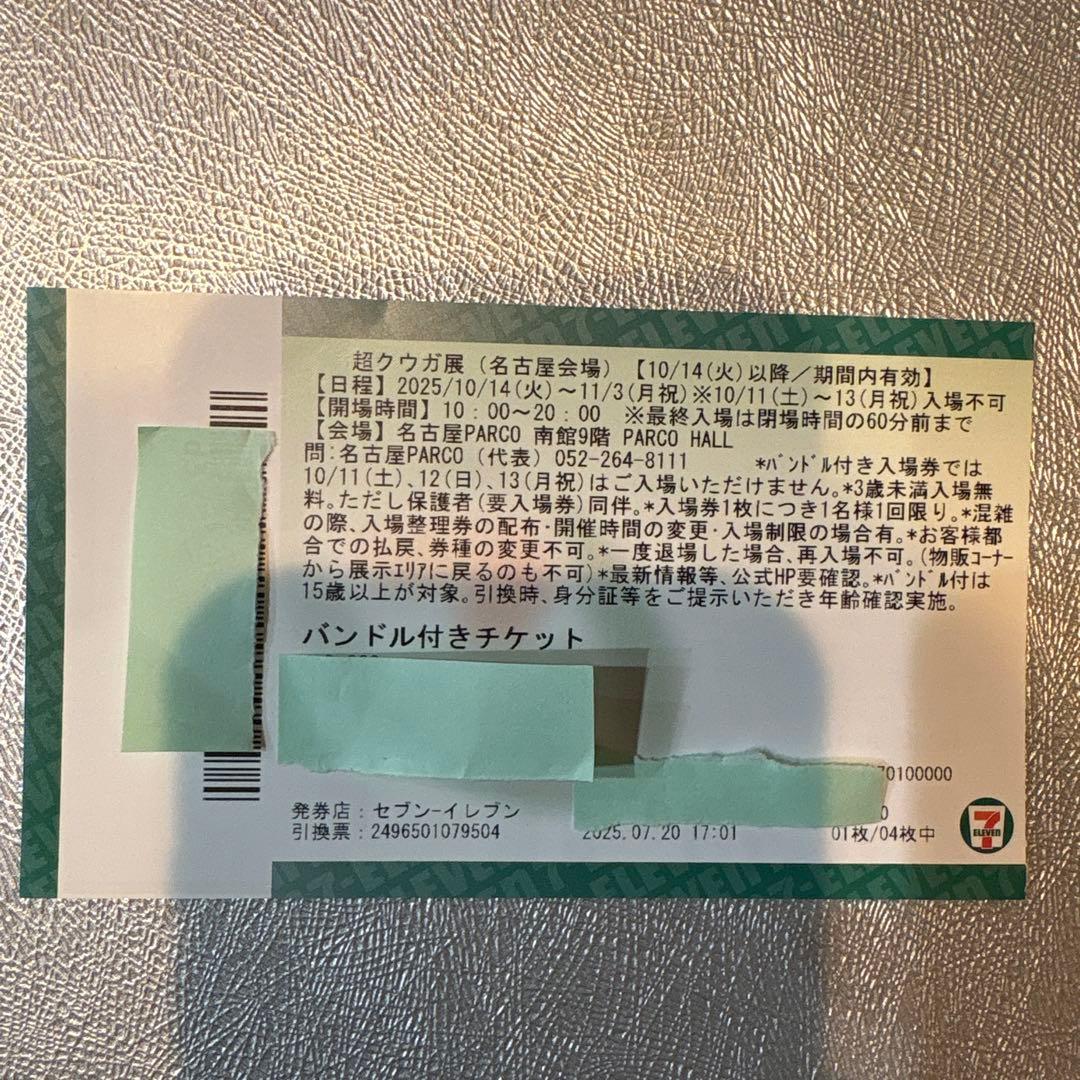 超クウガ展（名古屋会場）【10/14(火)以降／期間内有効】
【日程】2025/10/14(火)〜11/3(月祝)※10/11(土)〜13(月祝)入場不可
【開場時間】10：00〜20：00　※最終入場は閉場時間の60分前まで
【会場】名古屋PARCO 南館9階 PARCO HALL
問:名古屋PARCO（代表）052-264-8111　　*ﾊﾞﾝﾄﾞﾙ付き入場券では
10/11(土)､12(日)､13(月祝)はご入場いただけません｡*3歳未満入場無
料｡ただし保護者(要入場券)同伴｡*入場券1枚につき1名様1回限り｡*混雑
の際､入場整理券の配布･開催時間の変更･入場制限の場合有｡*お客様都
合での払戻､券種の変更不可｡*一度退場した場合､再入場不可｡(物販ｺｰﾅｰ
から展示ｴﾘｱに戻るのも不可)*最新情報等､公式HP要確認｡*ﾊﾞﾝﾄﾞﾙ付は
15歳以上が対象｡引換時､身分証等をご提示いただき年齢確認実施｡
バンドル付きチケット
70100000
発券店：セブン-イレブン
0
引換票：2496501079504
2025.07.20 17:01
01枚/04枚中
7
ELEVEN